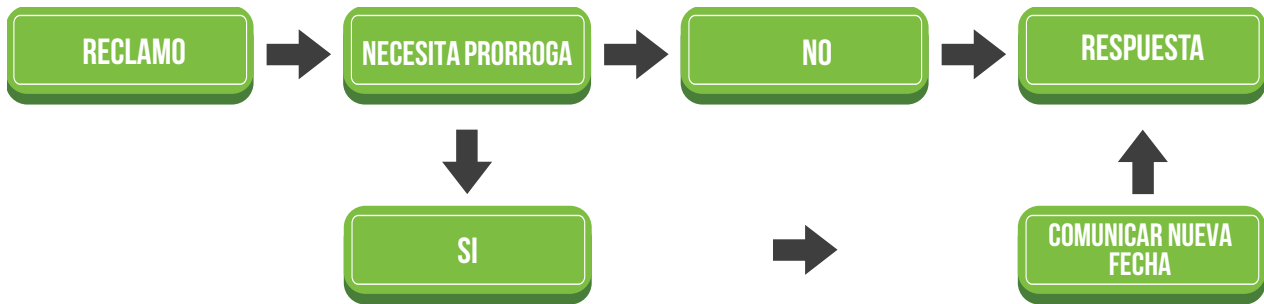 RECLAMO
NECESITA PRORROGA
NO
RESPUESTA
SI
COMUNICAR NUEVA
FECHA